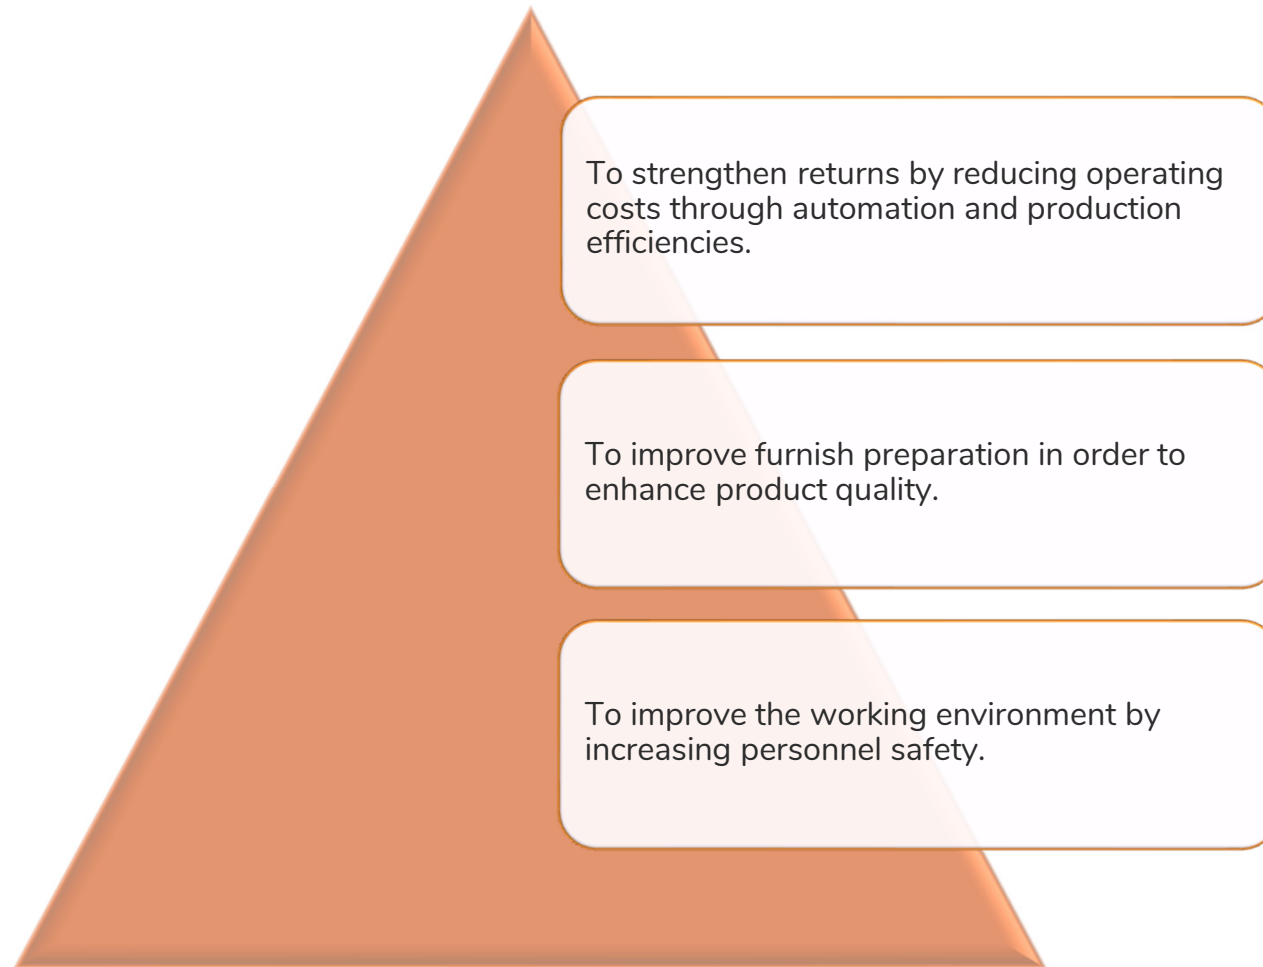 To strengthen returns by reducing operating
costs through automation and production
efficiencies.
To improve furnish preparation in order to
enhance product quality.
To improve the working environment by
increasing personnel safety.